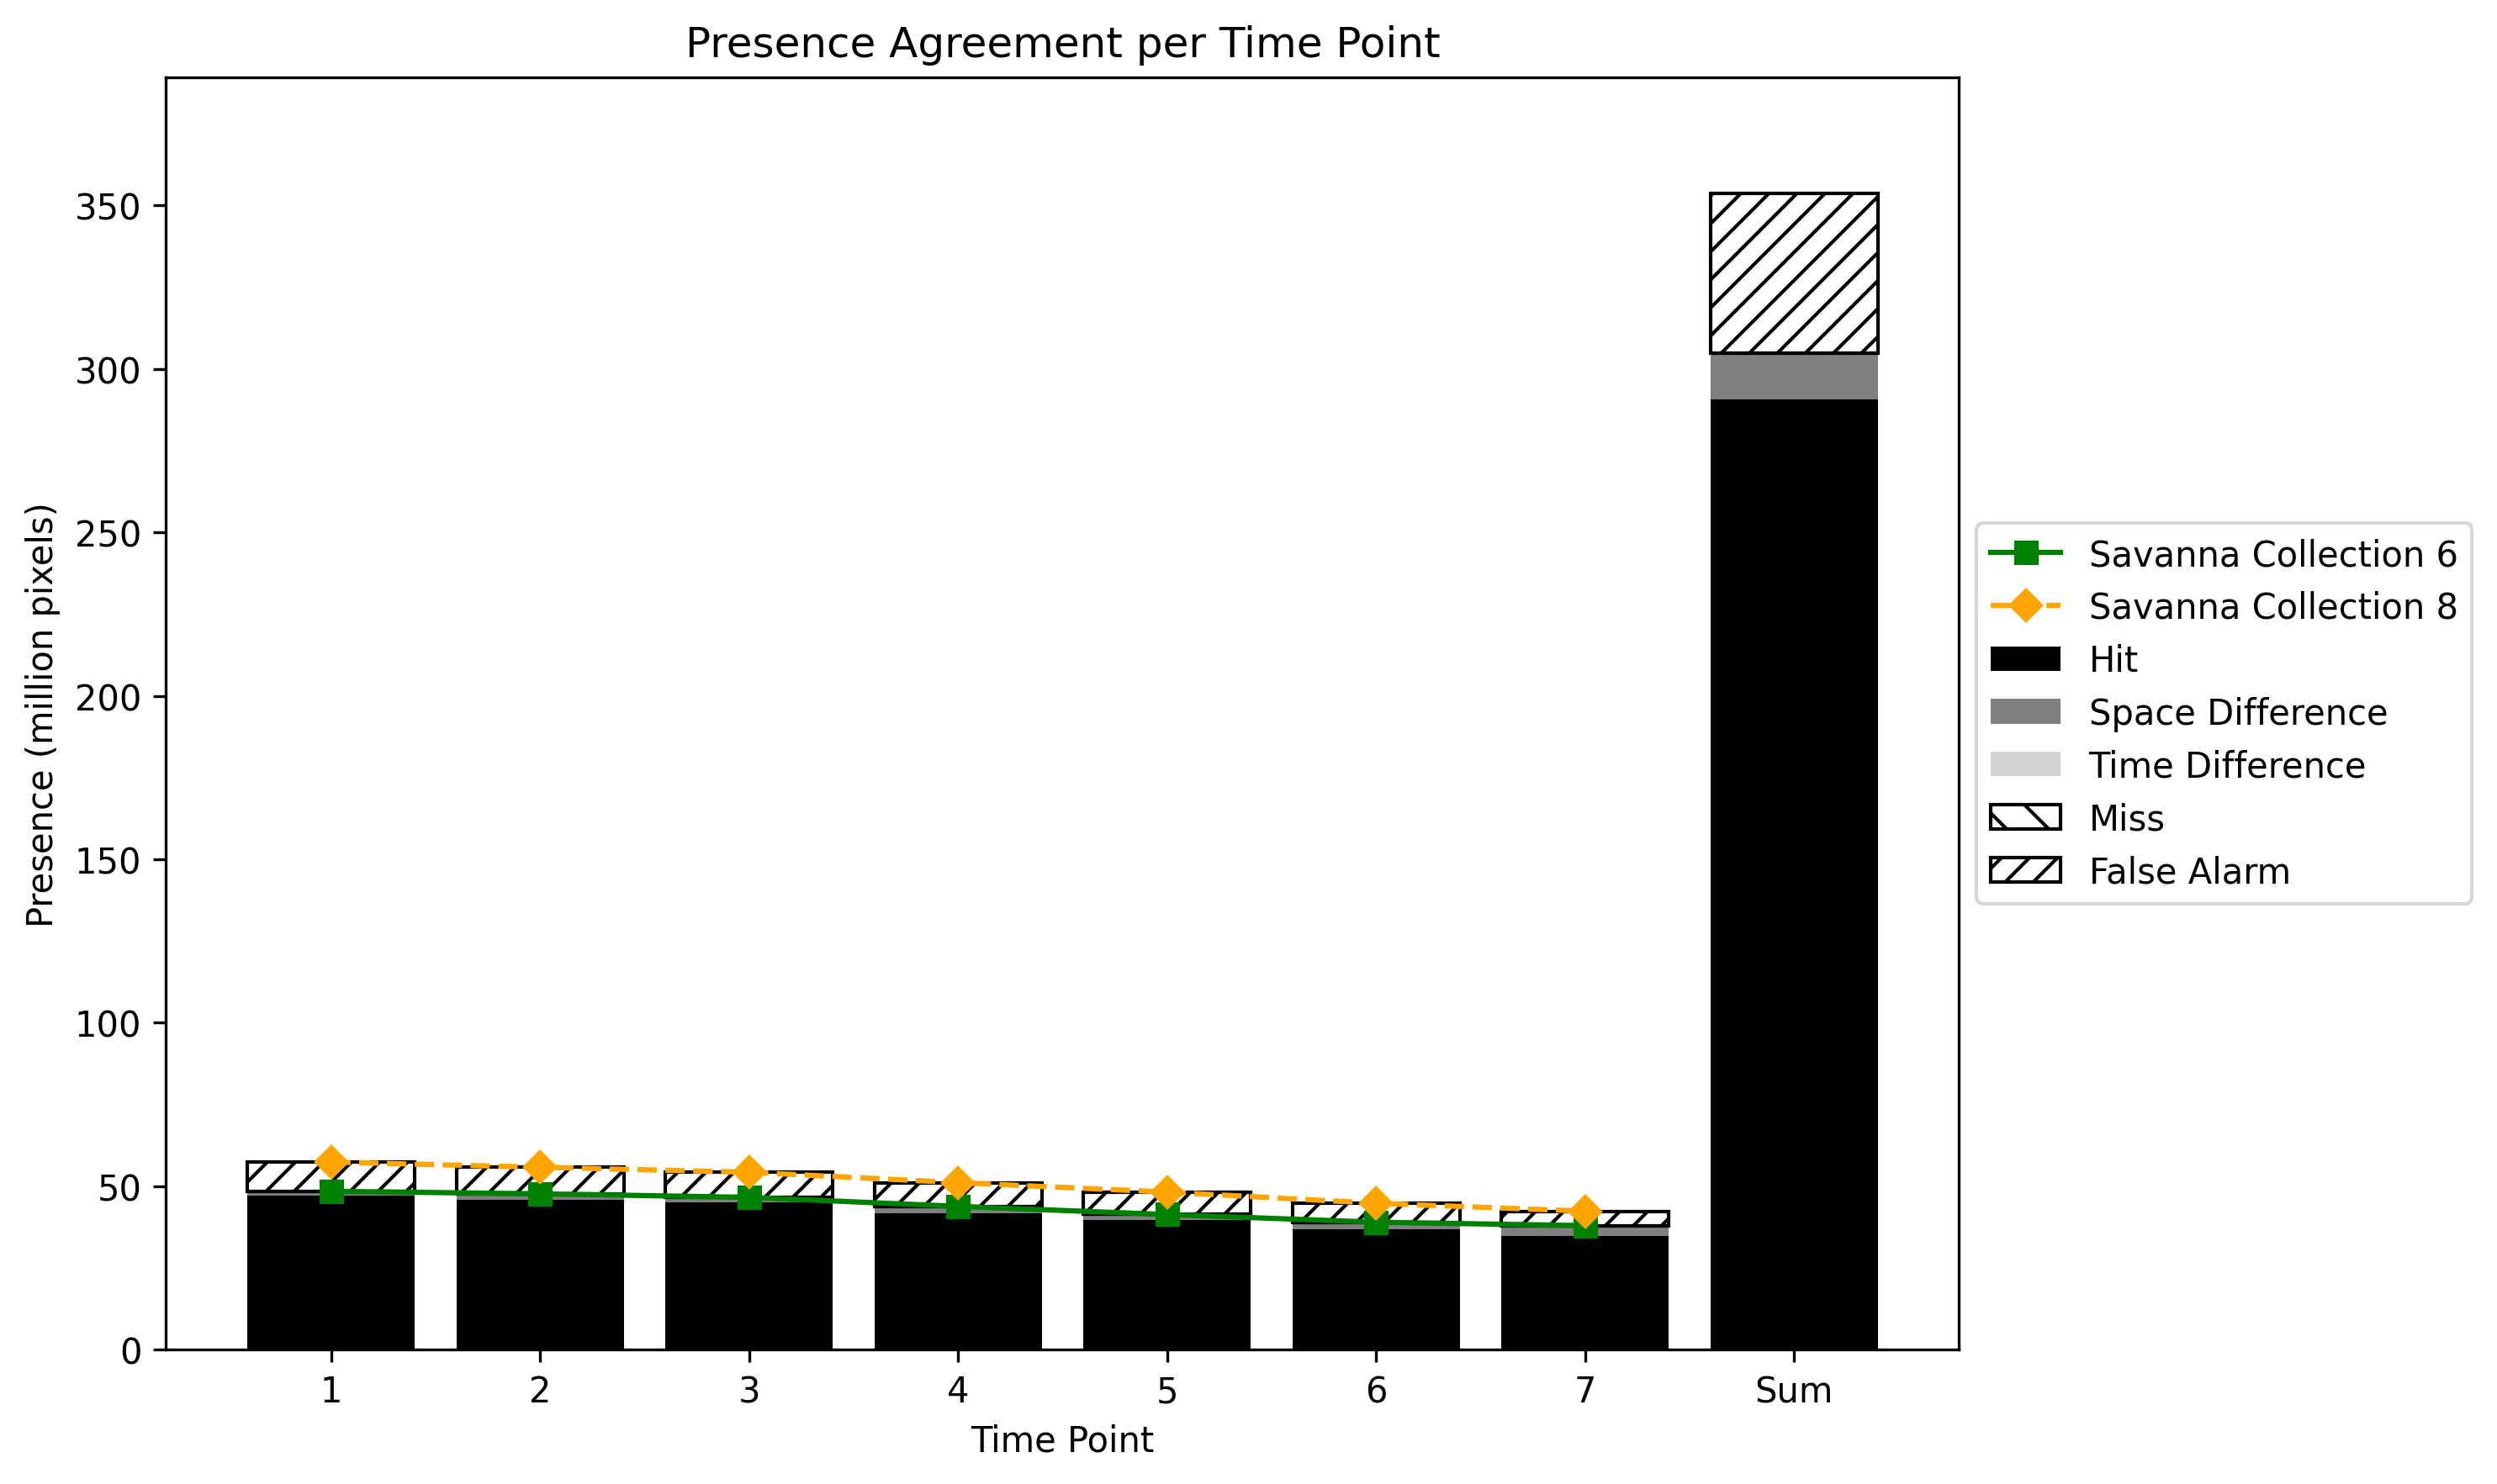 Presence Agreement per Time Point
Presence (million pixels)
350
300
250
200
150
100
50
0
1 2 3 4 5 6 7 Sum
Time Point
Savanna Collection 6
Savanna Collection 8
Hit
Space Difference
Time Difference
Miss
False Alarm